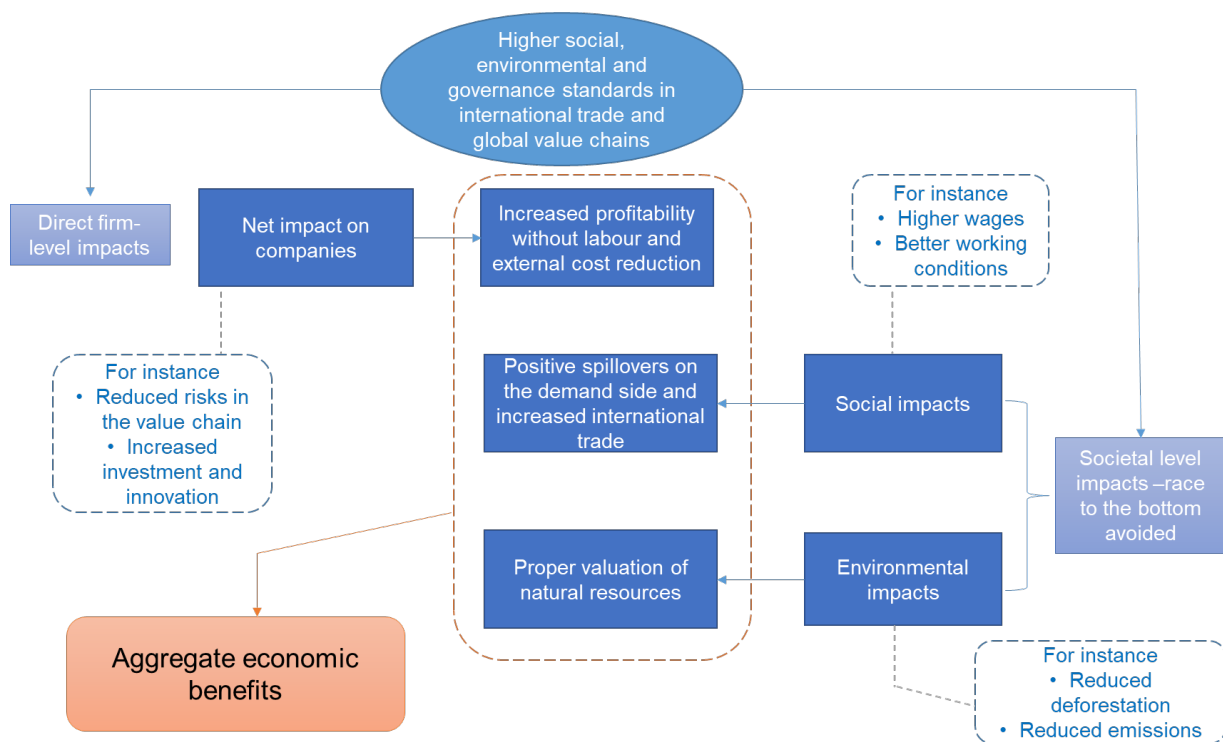 Higher social,
environmental and
governance standards in
international trade and
global value chains
Direct firm-
level impacts
Net impact on
companies
Increased profitability
without labour and
external cost reduction
For instance
• Higher wages
• Better working
conditions
For instance
• Reduced risks in
the value chain
• Increased
investment and
innovation
Positive spillovers on
the demand side and
increased international
trade
Social impacts
Societal level
impacts –race
to the bottom
avoided
Proper valuation of
natural resources
Environmental
impacts
Aggregate economic
benefits
For instance
• Reduced
deforestation
• Reduced emissions